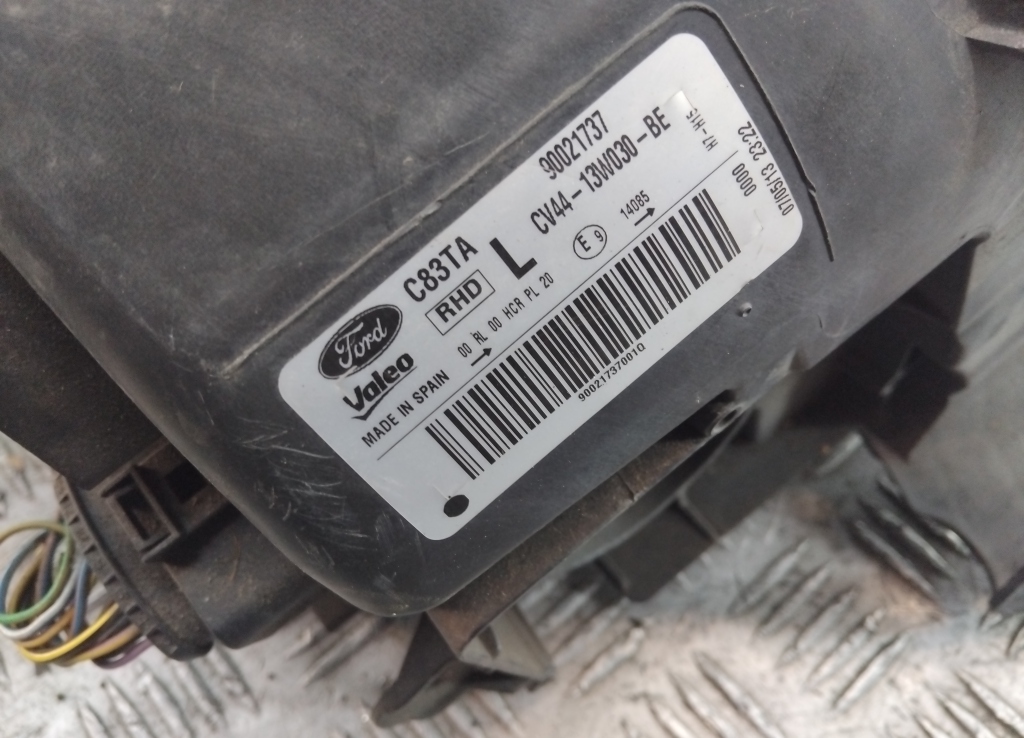 Ford
Valeo
MADE IN SPAIN
C83TA
RHD
L
90021737
CV44-13W030-BE
00 RL 00 HCR PL 20
E 9
14085
H7-H15
0000
07/05/13 23:22
90021737001Q